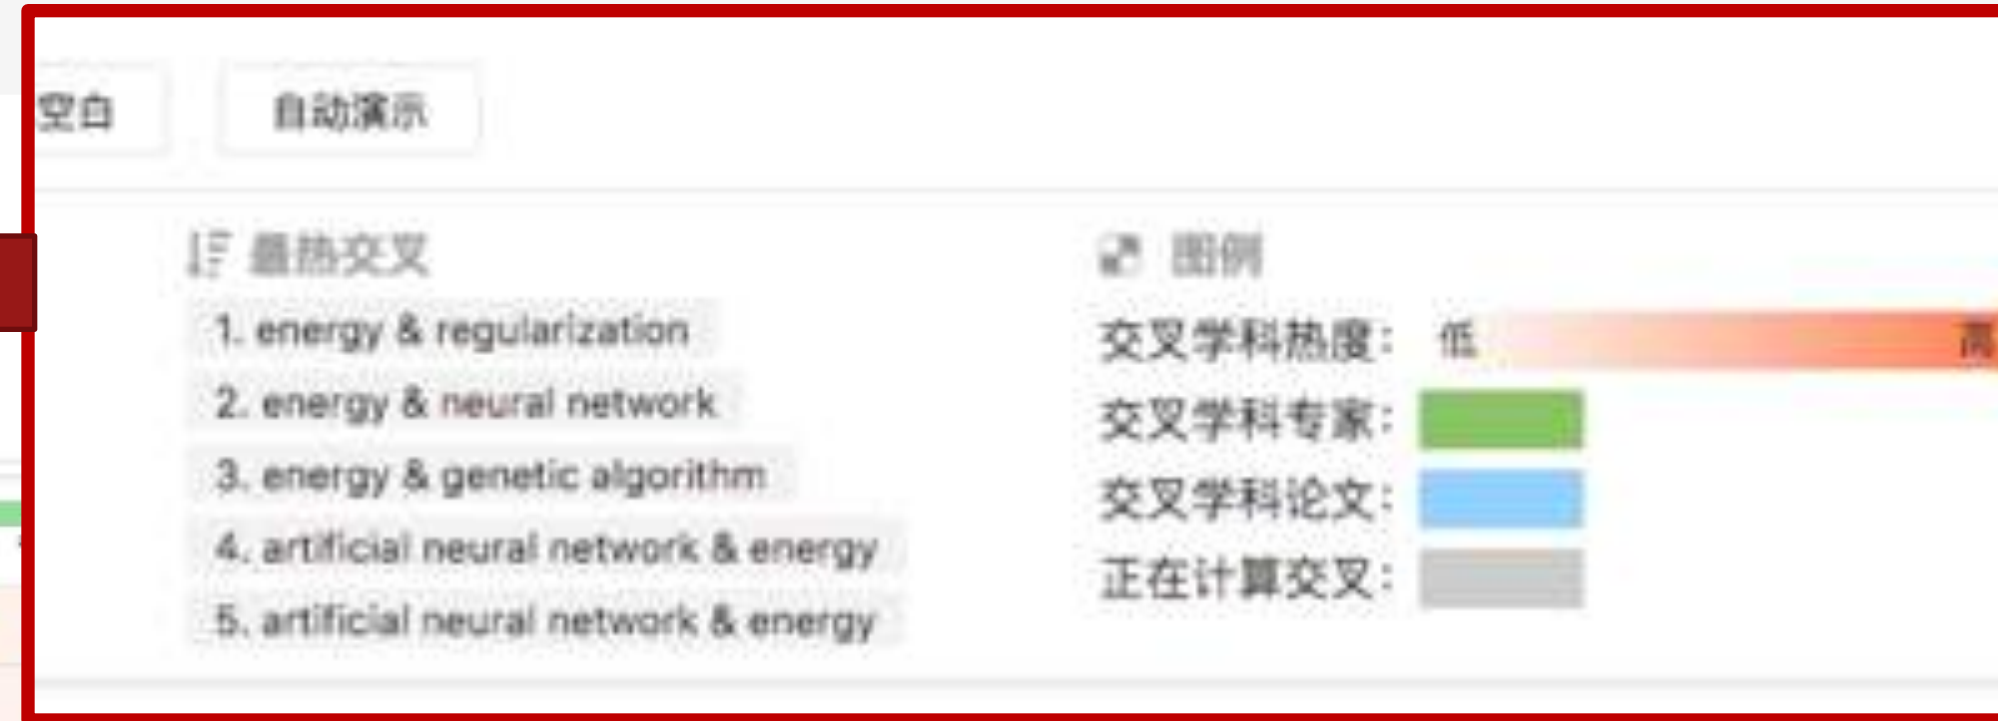 空白 自动演示
最热交叉
1. energy & regularization
2. energy & neural network
3. energy & genetic algorithm
4. artificial neural network & energy
5. artificial neural network & energy
图例
交叉学科热度： 低 高
交叉学科专家：
交叉学科论文：
正在计算交叉：